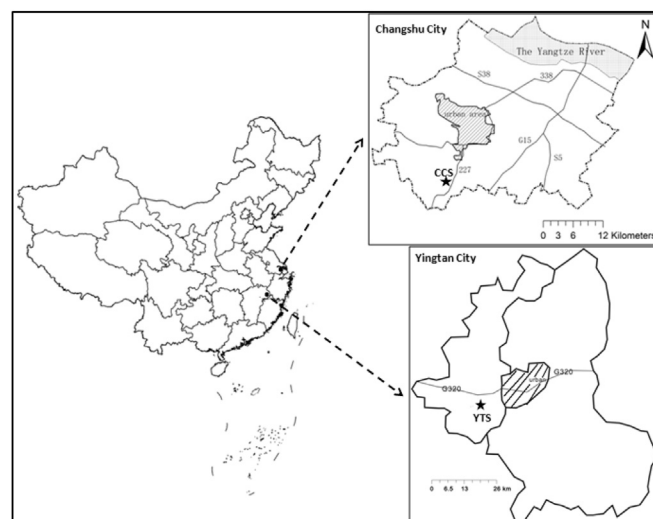 Changshu City
N
The Yangtze River
S38
338
urban area
G15
S5
227
CCS
0 3 6 12 Kilometers
Yingtan City
G320
urban
G320
YTS
0 6.5 13 26 km